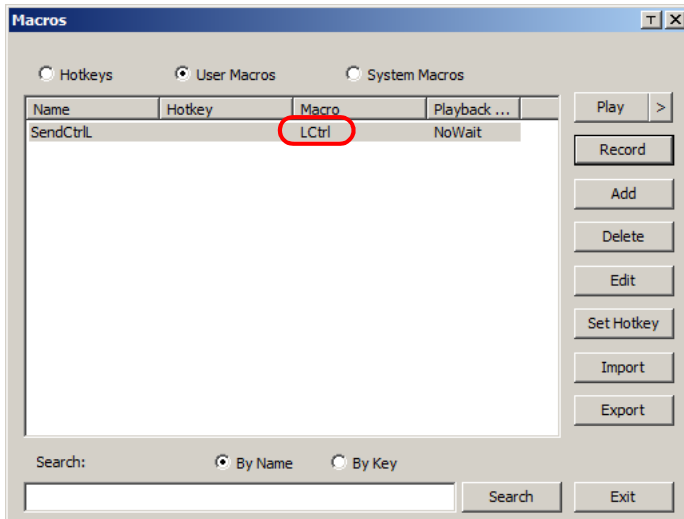 Macros
Hotkeys User Macros System Macros
Name Hotkey Macro Playback ... Play >
SendCtrlL LCtrl NoWait
Record
Add
Delete
Edit
Set Hotkey
Import
Export
Search: By Name By Key
Search Exit